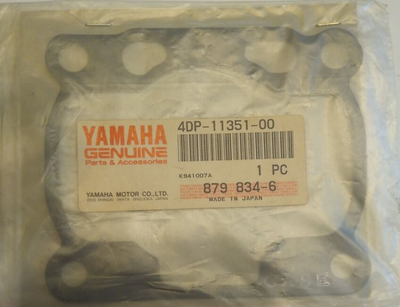 YAMAHA
GENUINE
Parts & Accessories
4DP-11351-00
K941007A
1 PC
YAMAHA MOTOR CO.,LTD.
879 834-6
MADE IN JAPAN